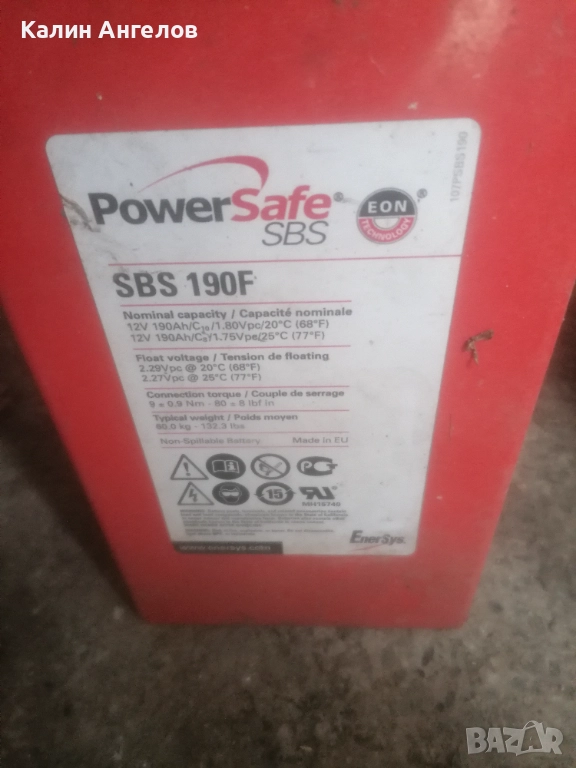 Калин Ангелов
107PSBS190
PowerSafe®
SBS
EON®
TECHNOLOGY
SBS 190F
Nominal capacity / Capacité nominale
12V 190Ah/C10/1.80Vpc/20°C (68°F)
12V 190Ah/C8/1.75Vpc/25°C (77°F)
Float voltage / Tension de floating
2.29Vpc @ 20°C (68°F)
2.27Vpc @ 25°C (77°F)
Connection torque / Couple de serrage
9 ± 0.9 Nm - 80 ± 8 lbf in
Typical weight / Poids moyen
60.0 kg - 132.3 lbs
Non-Spillable Battery. Made in EU
15
www.enersys.com
EnerSys.
BAZAR